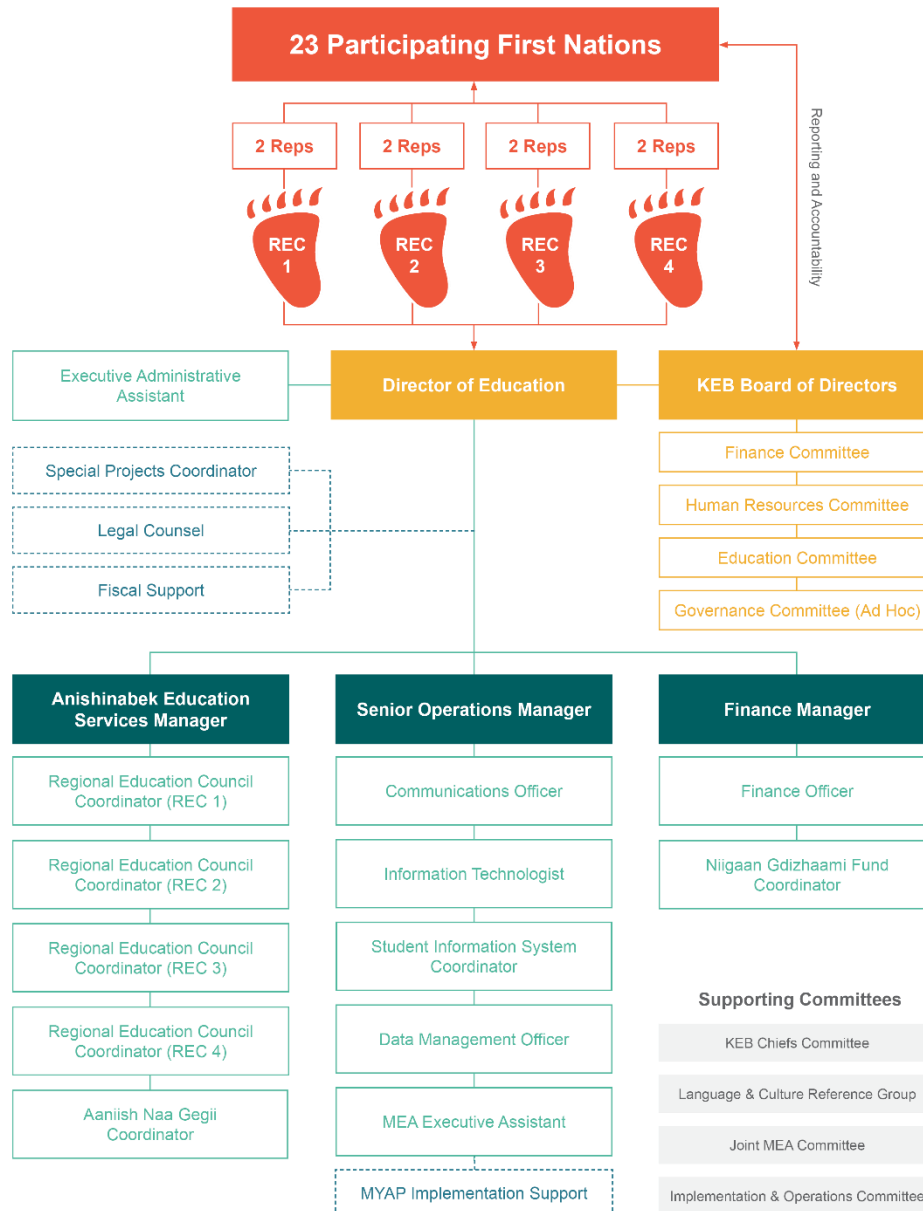 23 Participating First Nations
2 Reps
2 Reps
2 Reps
2 Reps
Reporting and Accountability
REC
1
REC
2
REC
3
REC
4
Executive Administrative
Assistant
Director of Education
KEB Board of Directors
Finance Committee
Human Resources Committee
Education Committee
Governance Committee (Ad Hoc)
Special Projects Coordinator
Legal Counsel
Fiscal Support
Anishinabek Education
Services Manager
Regional Education Council
Coordinator (REC 1)
Regional Education Council
Coordinator (REC 2)
Regional Education Council
Coordinator (REC 3)
Regional Education Council
Coordinator (REC 4)
Aaniish Naa Gegii
Coordinator
Senior Operations Manager
Communications Officer
Information Technologist
Student Information System
Coordinator
Data Management Officer
MEA Executive Assistant
MYAP Implementation Support
Finance Manager
Finance Officer
Niigaan Gdizhaami Fund
Coordinator
Supporting Committees
KEB Chiefs Committee
Language & Culture Reference Group
Joint MEA Committee
Implementation & Operations Committee